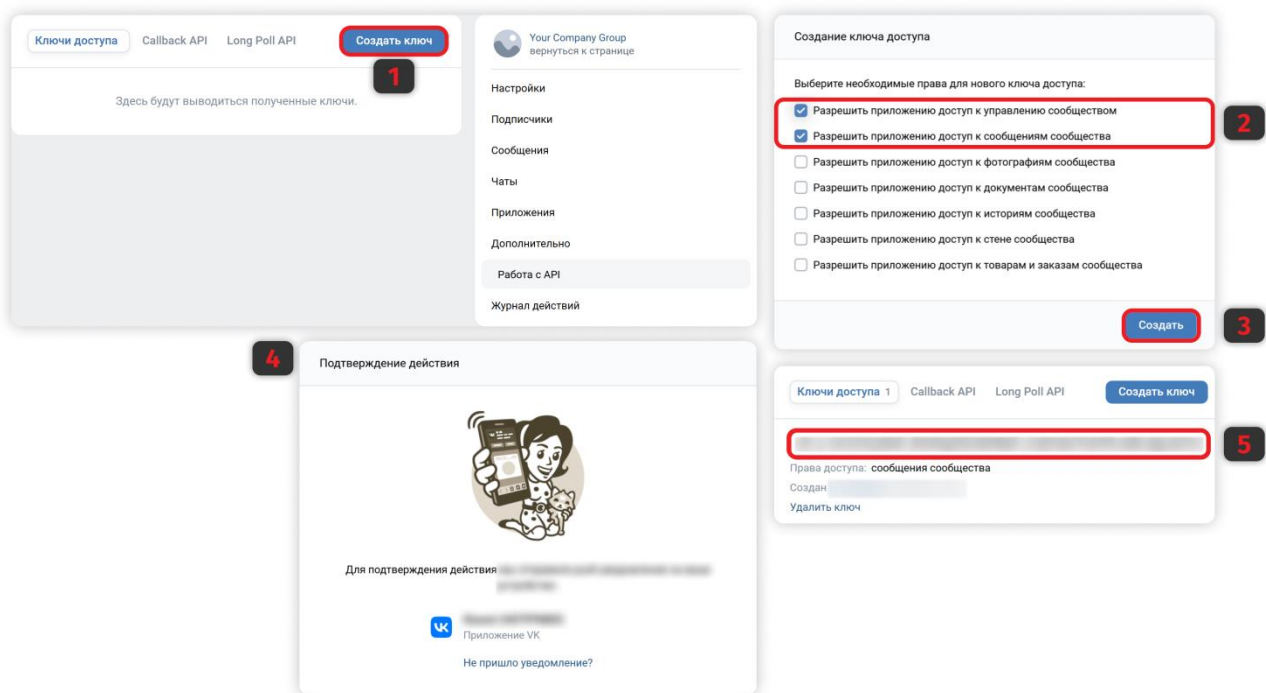 Ключи доступа Callback API Long Poll API Создать ключ
1
Здесь будут выводиться полученные ключи.
Your Company Group
вернуться к странице
Настройки
Подписчики
Сообщения
Чаты
Приложения
Дополнительно
Работа с API
Журнал действий
Создание ключа доступа
Выберите необходимые права для нового ключа доступа:
Разрешить приложению доступ к управлению сообществом
Разрешить приложению доступ к сообщениям сообщества
2
Разрешить приложению доступ к фотографиям сообщества
Разрешить приложению доступ к документам сообщества
Разрешить приложению доступ к историям сообщества
Разрешить приложению доступ к стене сообщества
Разрешить приложению доступ к товарам и заказам сообщества
Создать
3
4
Подтверждение действия
Для подтверждения действия
Приложение VK
Не пришло уведомление?
Ключи доступа 1 Callback API Long Poll API Создать ключ
5
Права доступа: сообщения сообщества
Создан
Удалить ключ